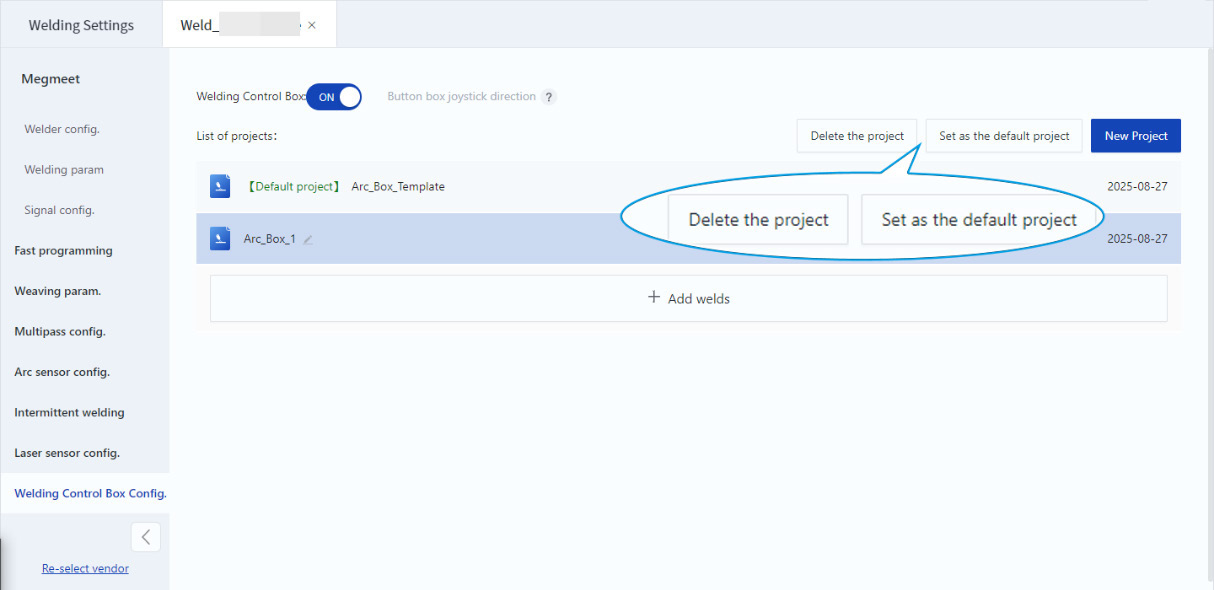 Welding Settings
Weld_
Megmeet
Welder config.
Welding param
Signal config.
Fast programming
Weaving param.
Multipass config.
Arc sensor config.
Intermittent welding
Laser sensor config.
Welding Control Box Config.
Re-select vendor
Welding Control Box: ON Button box joystick direction ?
List of projects: Delete the project Set as the default project New Project
【Default project】 Arc_Box_Template 2025-08-27
Delete the project Set as the default project
Arc_Box_1 2025-08-27
+ Add welds